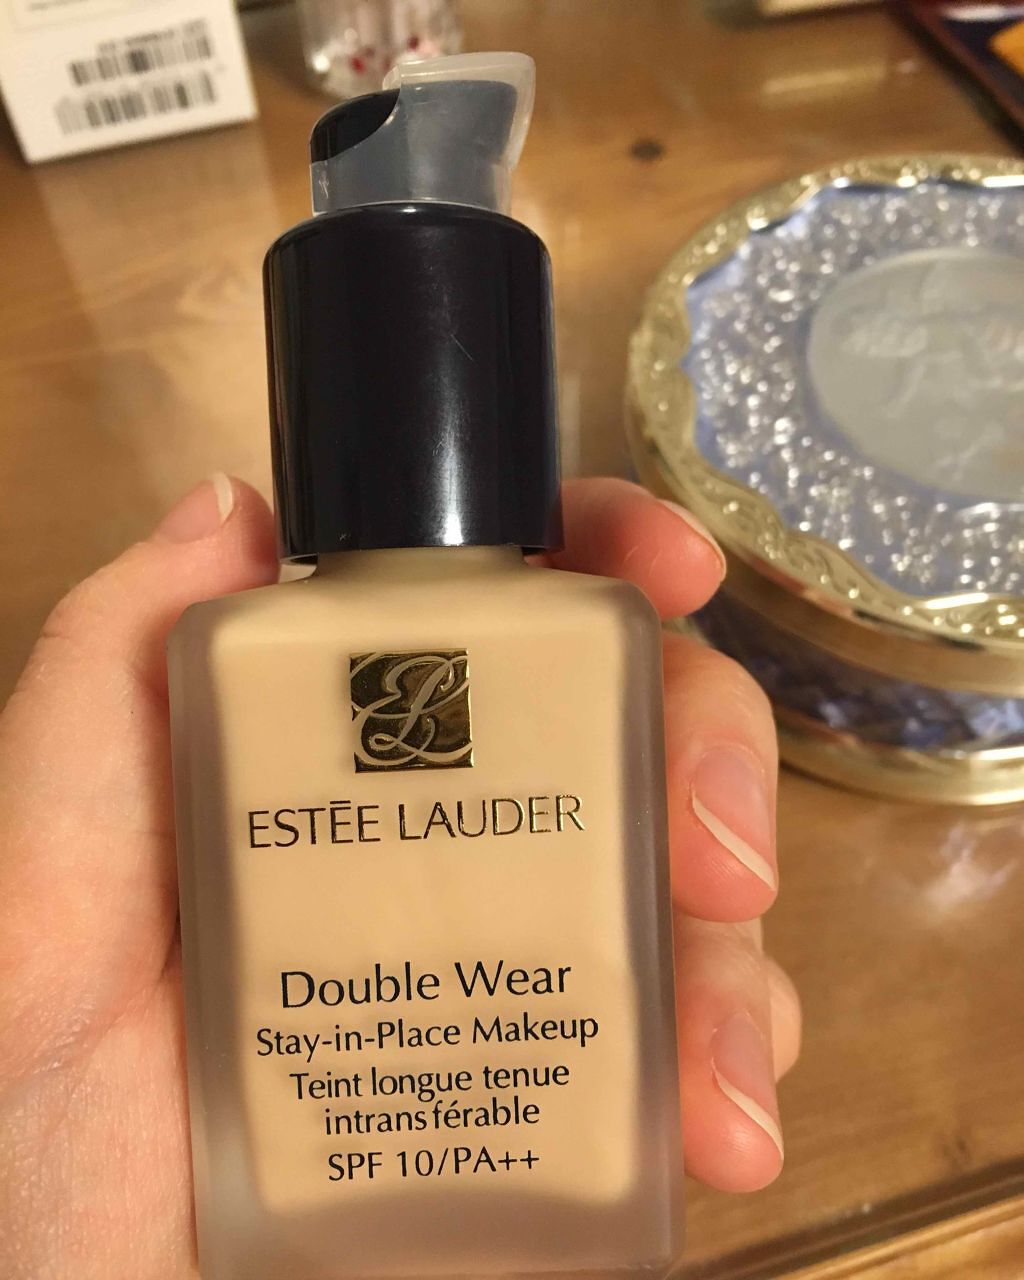 ESTĒE LAUDER
Double Wear
Stay-in-Place Makeup
Teint longue tenue
intransférable
SPF 10/PA++